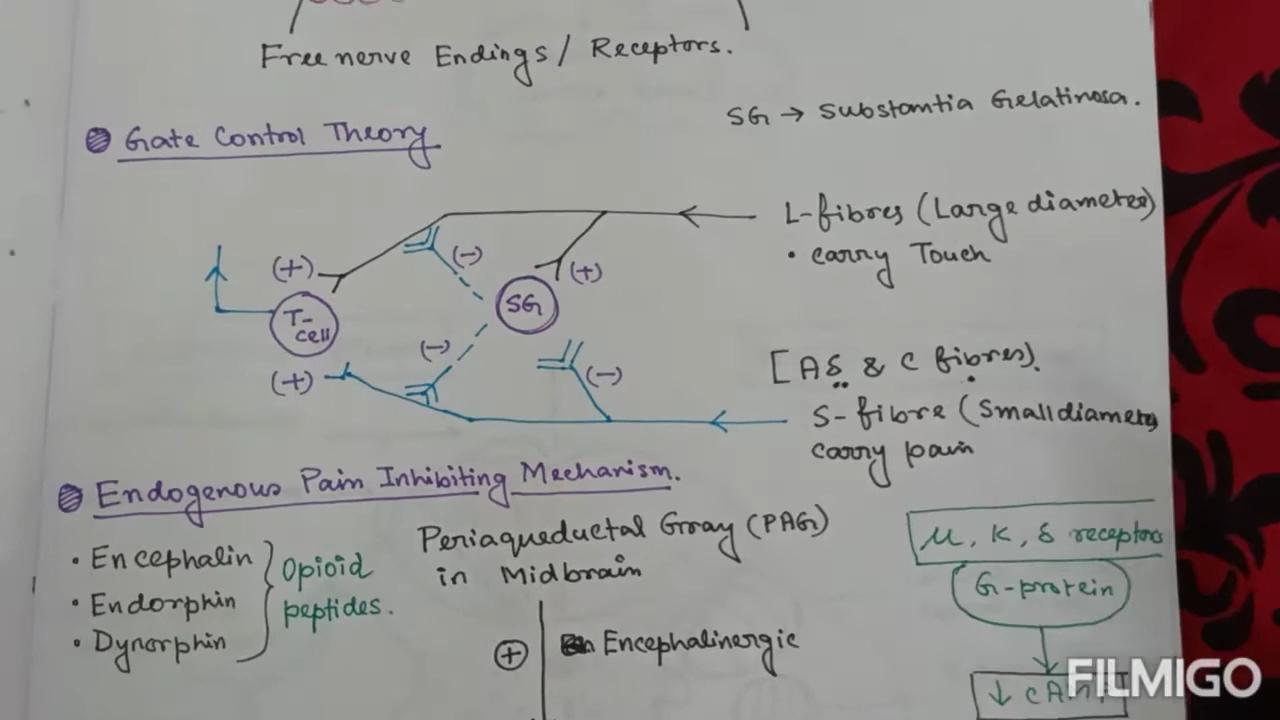 Free nerve Endings / Receptors.
SG → Substantia Gelatinosa.
Gate Control Theory
L-fibres (Large diameter)
• carry Touch
(+)
(-)
(+)
SG
T-cell
(-)
(+)
(-)
[Aδ & C fibres).
S-fibre (Small diameter
carry pain
• Endogenous Pain Inhibiting Mechanism.
Periaqueductal Gray (PAG)
in Midbrain
μ, K, δ receptors
• Encephalin
• Endorphin
• Dynorphin
Opioid
peptides.
G-protein
+
Encephalinergic
↓ cAMP
FILMIGO